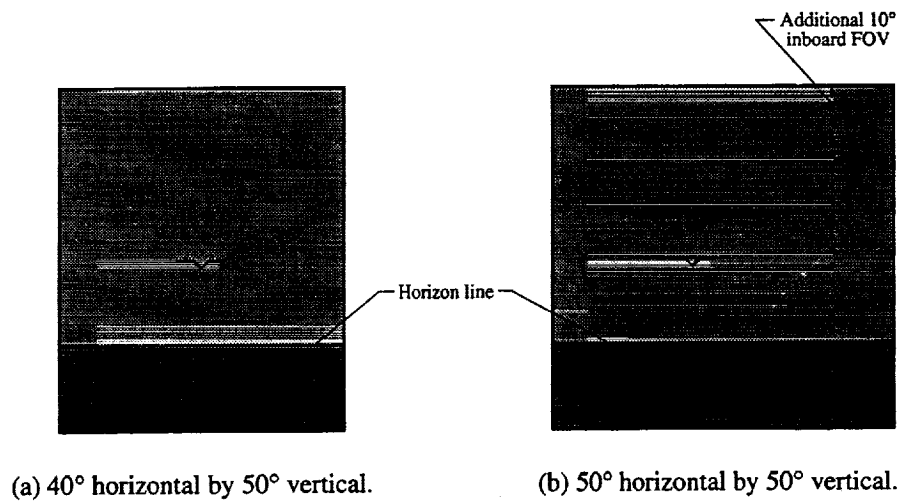 Additional 10°
inboard FOV
Horizon line
(a) 40° horizontal by 50° vertical.
(b) 50° horizontal by 50° vertical.